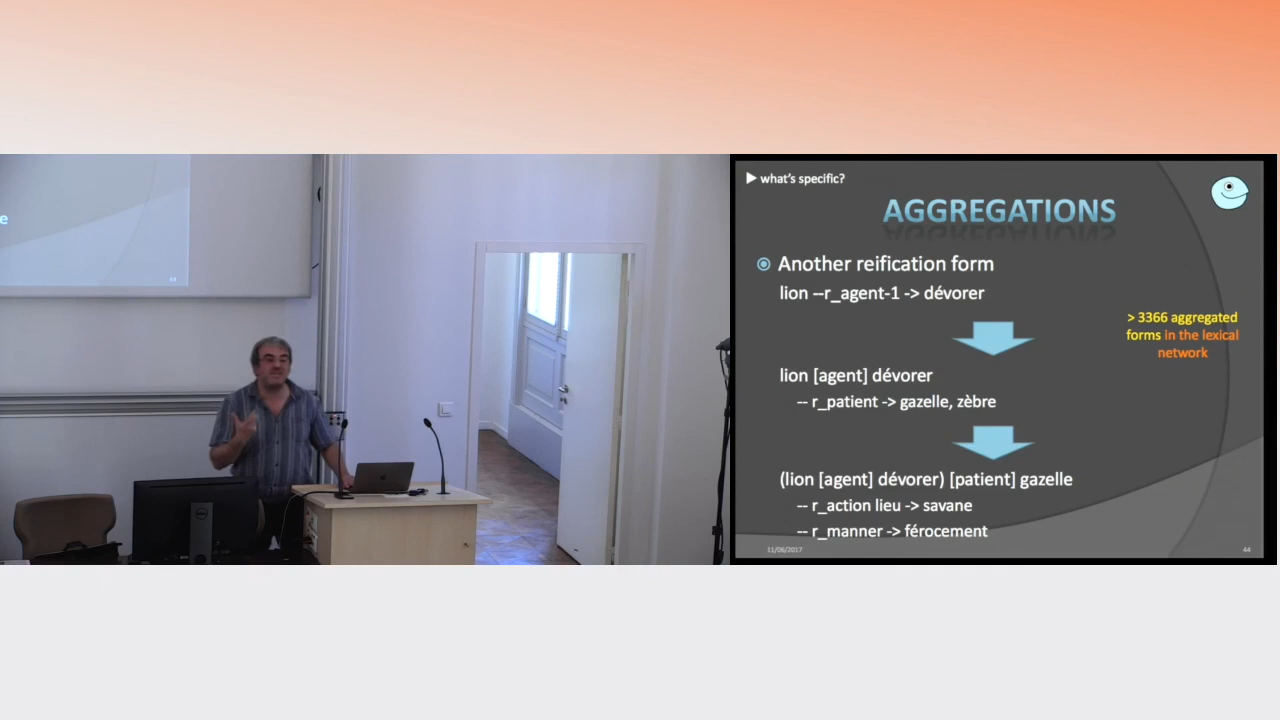 e
what's specific?
AGGREGATIONS
Another reification form
lion --r_agent-1 -> dévorer
> 3366 aggregated
forms in the lexical
network
lion [agent] dévorer
-- r_patient -> gazelle, zèbre
(lion [agent] dévorer) [patient] gazelle
-- r_action lieu -> savane
-- r_manner -> férocement
11/06/2017
44